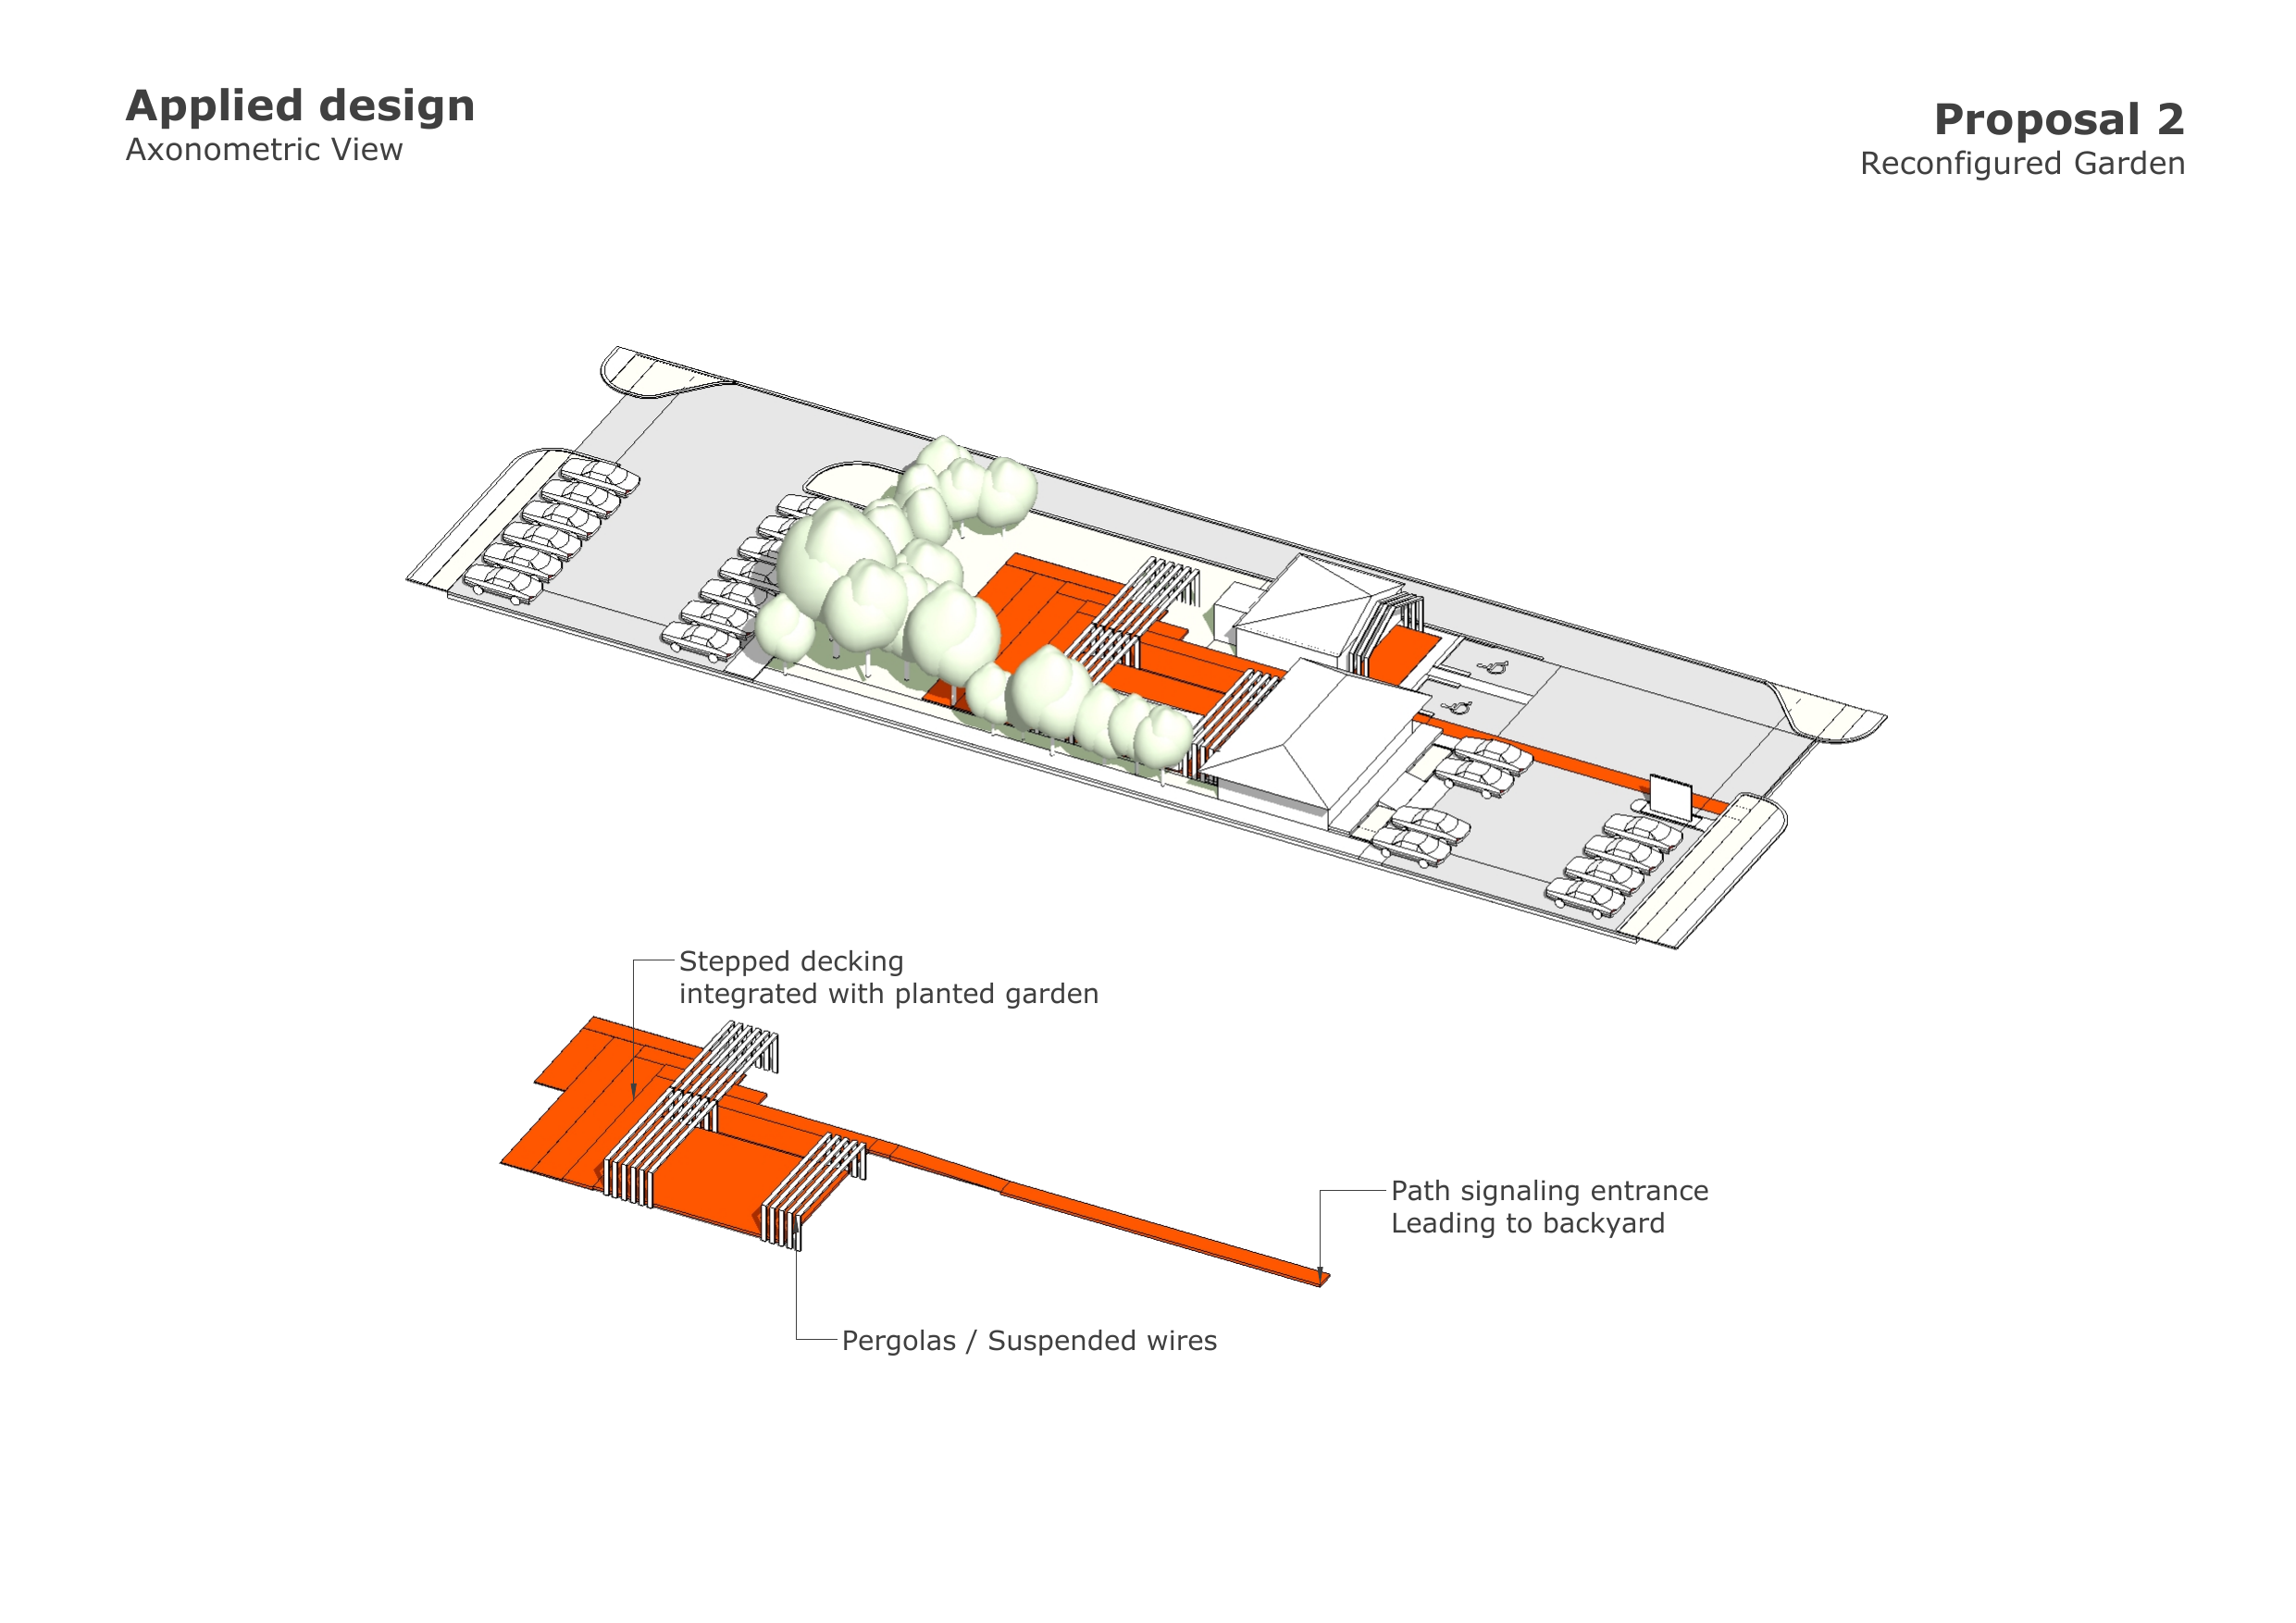 Applied design
Axonometric View
Proposal 2
Reconfigured Garden
Stepped decking
integrated with planted garden
Path signaling entrance
Leading to backyard
Pergolas / Suspended wires